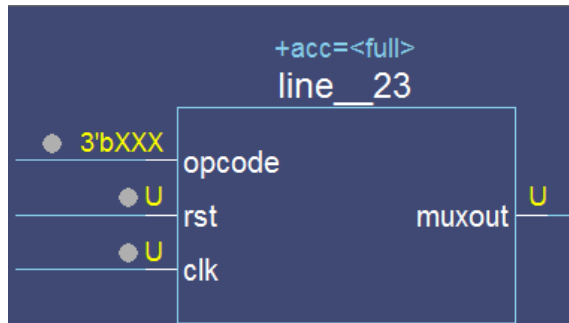 +acc=<full>
line__23
3'bXXX
opcode
U
rst
muxout
U
U
clk